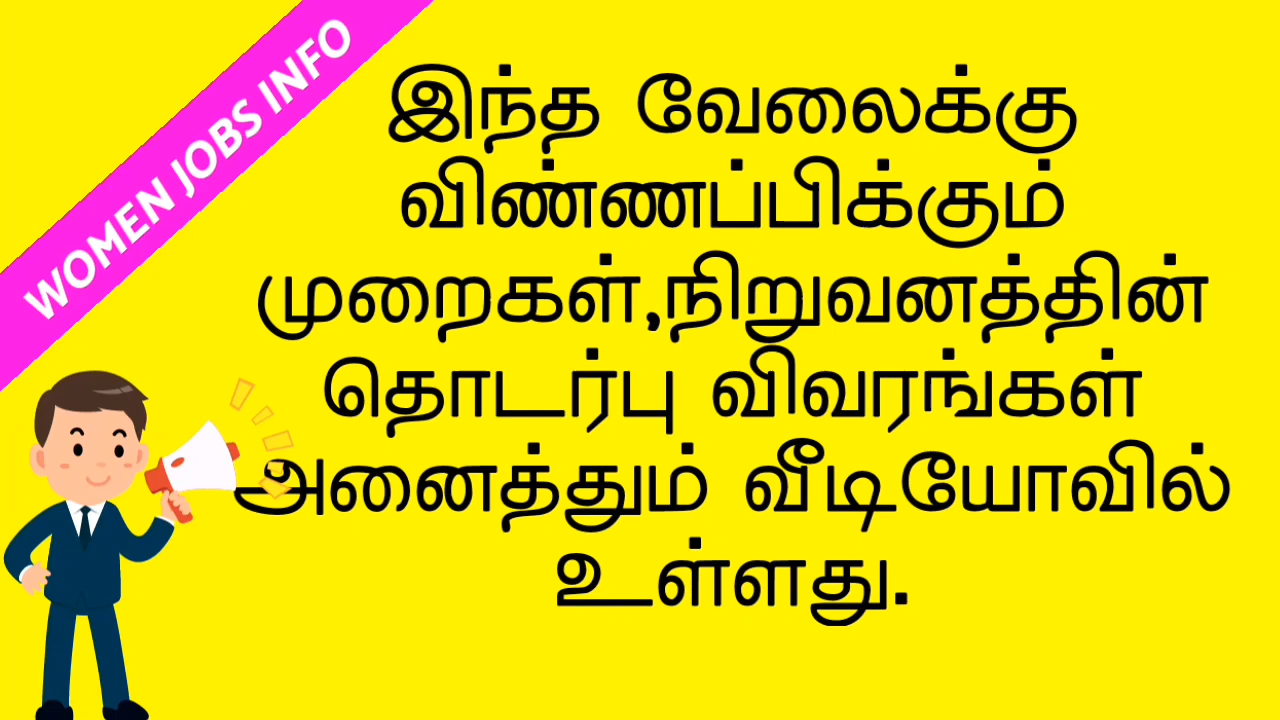 WOMEN JOBS INFO
இந்த வேலைக்கு
விண்ணப்பிக்கும்
முறைகள்,நிறுவனத்தின்
தொடர்பு விவரங்கள்
அனைத்தும் வீடியோவில்
உள்ளது.